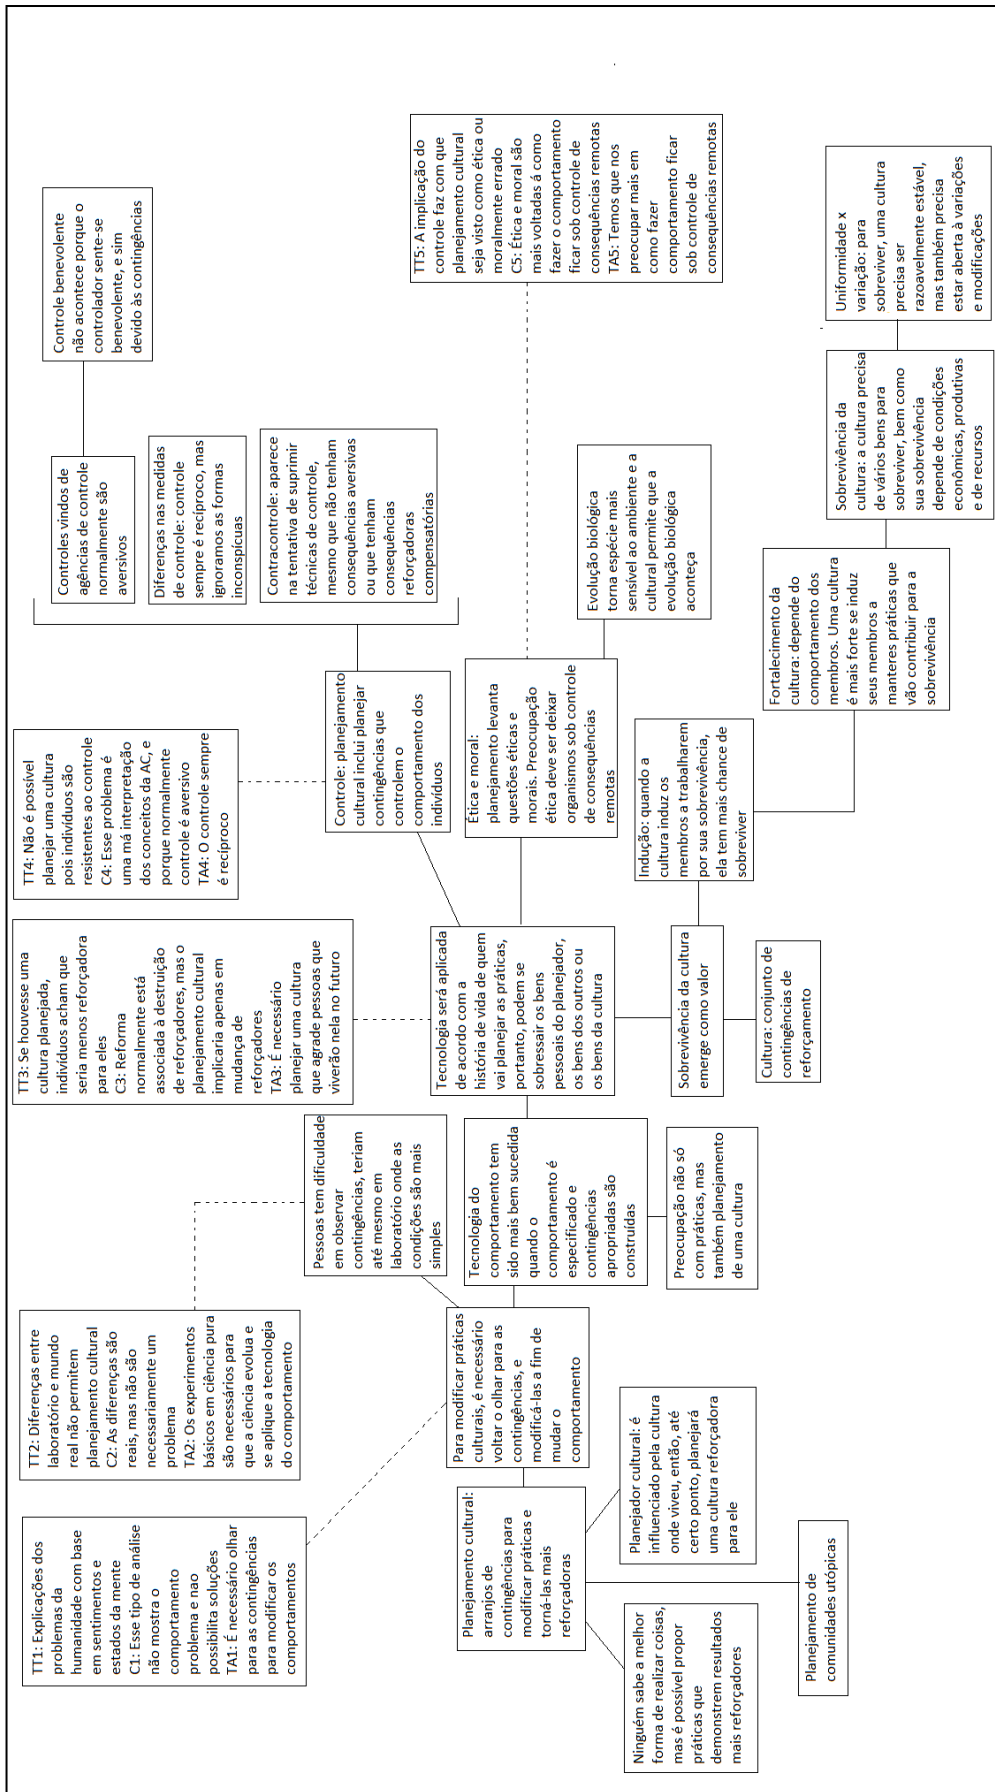 TT1: Explicações dos
problemas da
humanidade com base
em sentimentos e
estados da mente
C1: Esse tipo de análise
não mostra o
comportamento
problema e nao
possibilita soluções
TA1: É necessário olhar
para as contingências
para modificar os
comportamentos
TT2: Diferenças entre
laboratório e mundo
real não permitem
planejamento cultural
C2: As diferenças são
reais, mas não são
necessariamente um
problema
TA2: Os experimentos
básicos em ciência pura
são necessários para
que a ciência evolua e
se aplique a tecnologia
do comportamento
TT3: Se houvesse uma
cultura planejada,
indivíduos acham que
seria menos reforçadora
para eles
C3: Reforma
normalmente está
associada à destruição
de reforçadores, mas o
planejamento cultural
implicaria apenas em
mudança de
reforçadores
TA3: É necessário
planejar uma cultura
que agrade pessoas que
viverão nela no futuro
TT4: Não é possível
planejar uma cultura
pois indivíduos são
resistentes ao controle
C4: Esse problema é
uma má interpretação
dos conceitos da AC, e
porque normalmente
controle é aversivo
TA4: O controle sempre
é recíproco
Controles vindos de
agências de controle
normalmente são
aversivos
Controle benevolente
não acontece porque o
controlador sente-se
benevolente, e sim
devido às contingências
Diferenças nas medidas
de controle: controle
sempre é recíproco, mas
ignoramos as formas
inconspícuas
Contracontrole: aparece
na tentativa de suprimir
técnicas de controle,
mesmo que não tenham
consequências aversivas
ou que tenham
consequências
reforçadoras
compensatórias
Pessoas tem dificuldade
em observar
contingências, teriam
até mesmo em
laboratório onde as
condições são mais
simples
Controle: planejamento
cultural inclui planejar
contingências que
controlem o
comportamento dos
indivíduos
TT5: A implicação do
controle faz com que
planejamento cultural
seja visto como ética ou
moralmente errado
C5: Ética e moral são
mais voltadas á como
fazer o comportamento
ficar sob controle de
consequências remotas
TA5: Temos que nos
preocupar mais em
como fazer
comportamento ficar
sob controle de
consequências remotas
Planejamento cultural:
arranjos de
contingências para
modificar práticas e
torná-las mais
reforçadoras
Para modificar práticas
culturais, é necessário
voltar o olhar para as
contingências, e
modificá-las a fim de
mudar o
comportamento
Tecnologia do
comportamento tem
sido mais bem sucedida
quando o
comportamento é
especificado e
contingências
apropriadas são
construídas
Tecnologia será aplicada
de acordo com a
história de vida de quem
vai planejar as práticas,
portanto, podem se
sobressair os bens
pessoais do planejador,
os bens dos outros ou
os bens da cultura
Ética e moral:
planejamento levanta
questões éticas e
morais. Preocupação
ética deve ser deixar
organismos sob controle
de consequências
remotas
Evolução biológica
torna espécie mais
sensível ao ambiente e a
cultural permite que a
evolução biológica
aconteça
Ninguém sabe a melhor
forma de realizar coisas,
mas é possível propor
práticas que
demonstrem resultados
mais reforçadores
Planejador cultural: é
influenciado pela cultura
onde viveu, então, até
certo ponto, planejará
uma cultura reforçadora
para ele
Planejamento de
comunidades utópicas
Preocupação não só
com práticas, mas
também planejamento
de uma cultura
Sobrevivência da cultura
emerge como valor
Cultura: conjunto de
contingências de
reforçamento
Indução: quando a
cultura induz os
membros a trabalharem
por sua sobrevivência,
ela tem mais chance de
sobreviver
Fortalecimento da
cultura: depende do
comportamento dos
membros. Uma cultura
é mais forte se induz
seus membros a
manteres práticas que
vão contribuir para a
sobrevivência
Sobrevivência da
cultura: a cultura precisa
de vários bens para
sobreviver, bem como
sua sobrevivência
depende de condições
econômicas, produtivas
e de recursos
Uniformidade x
variação: para
sobreviver, uma cultura
precisa ser
razoavelmente estável,
mas também precisa
estar aberta à variações
e modificações